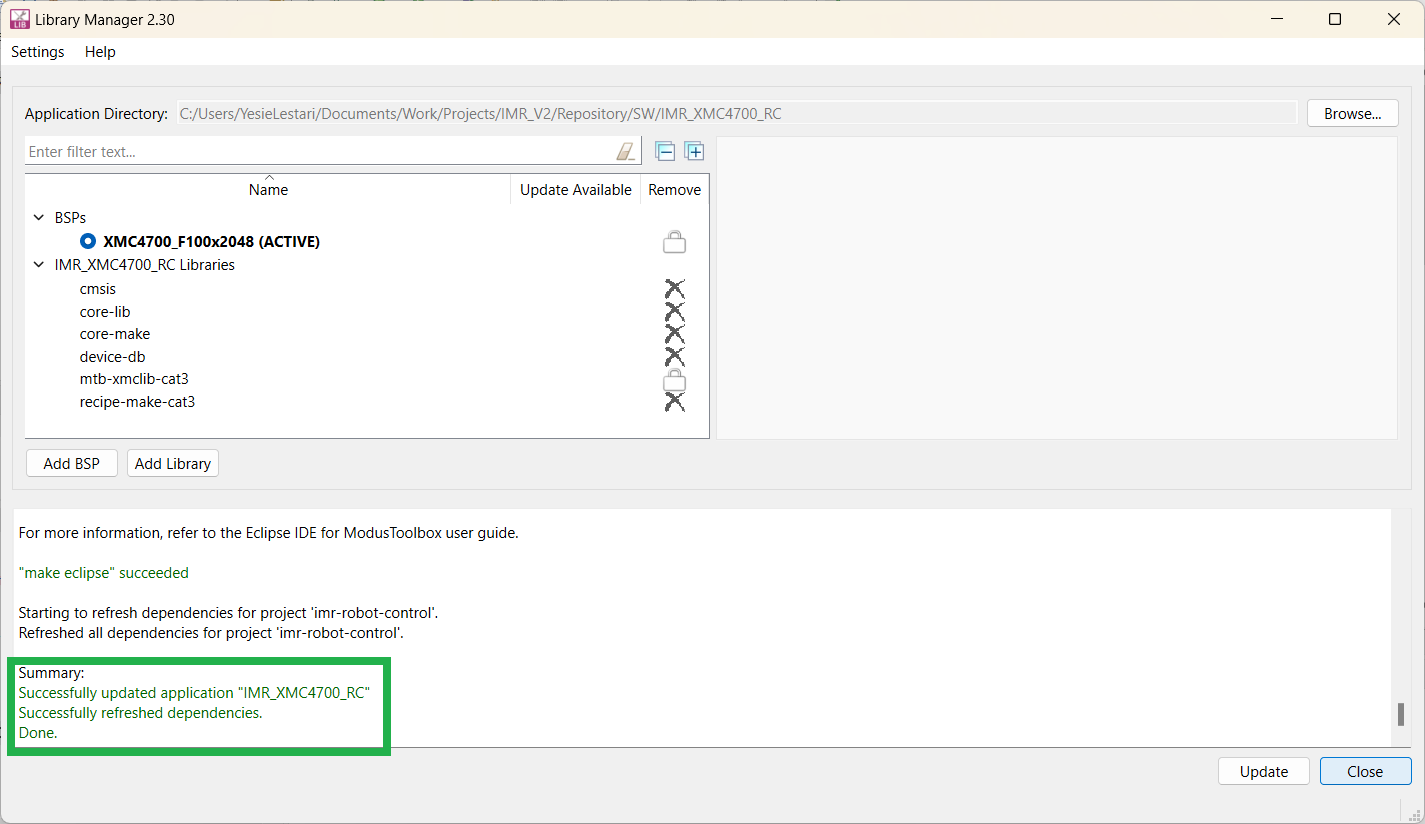 Library Manager 2.30
Settings Help
Application Directory: C:/Users/YesieLestari/Documents/Work/Projects/IMR_V2/Repository/SW/IMR_XMC4700_RC Browse...
Enter filter text...
Name Update Available Remove
BSPs
XMC4700_F100x2048 (ACTIVE)
IMR_XMC4700_RC Libraries
cmsis
core-lib
core-make
device-db
mtb-xmclib-cat3
recipe-make-cat3
Add BSP Add Library
For more information, refer to the Eclipse IDE for ModusToolbox user guide.
"make eclipse" succeeded
Starting to refresh dependencies for project 'imr-robot-control'.
Refreshed all dependencies for project 'imr-robot-control'.
Summary:
Successfully updated application "IMR_XMC4700_RC"
Successfully refreshed dependencies.
Done.
Update Close